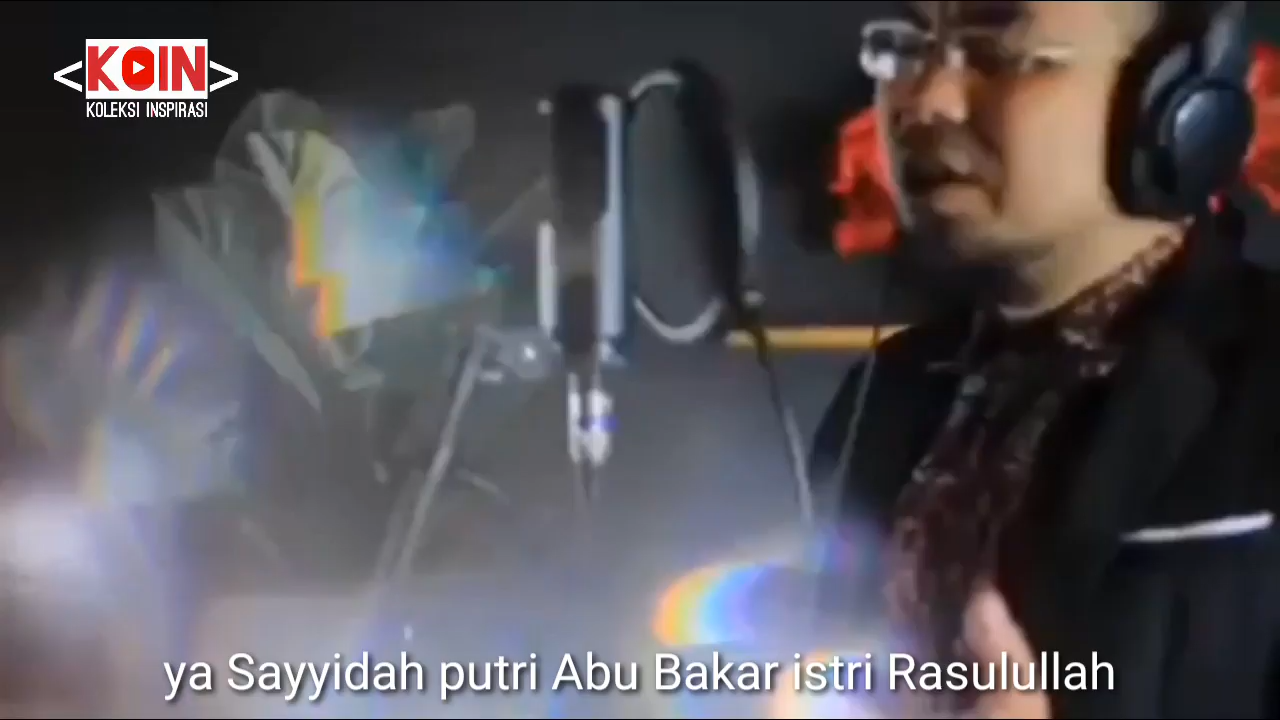 <KOIN>
KOLEKSI INSPIRASI
ya Sayyidah putri Abu Bakar istri Rasulullah